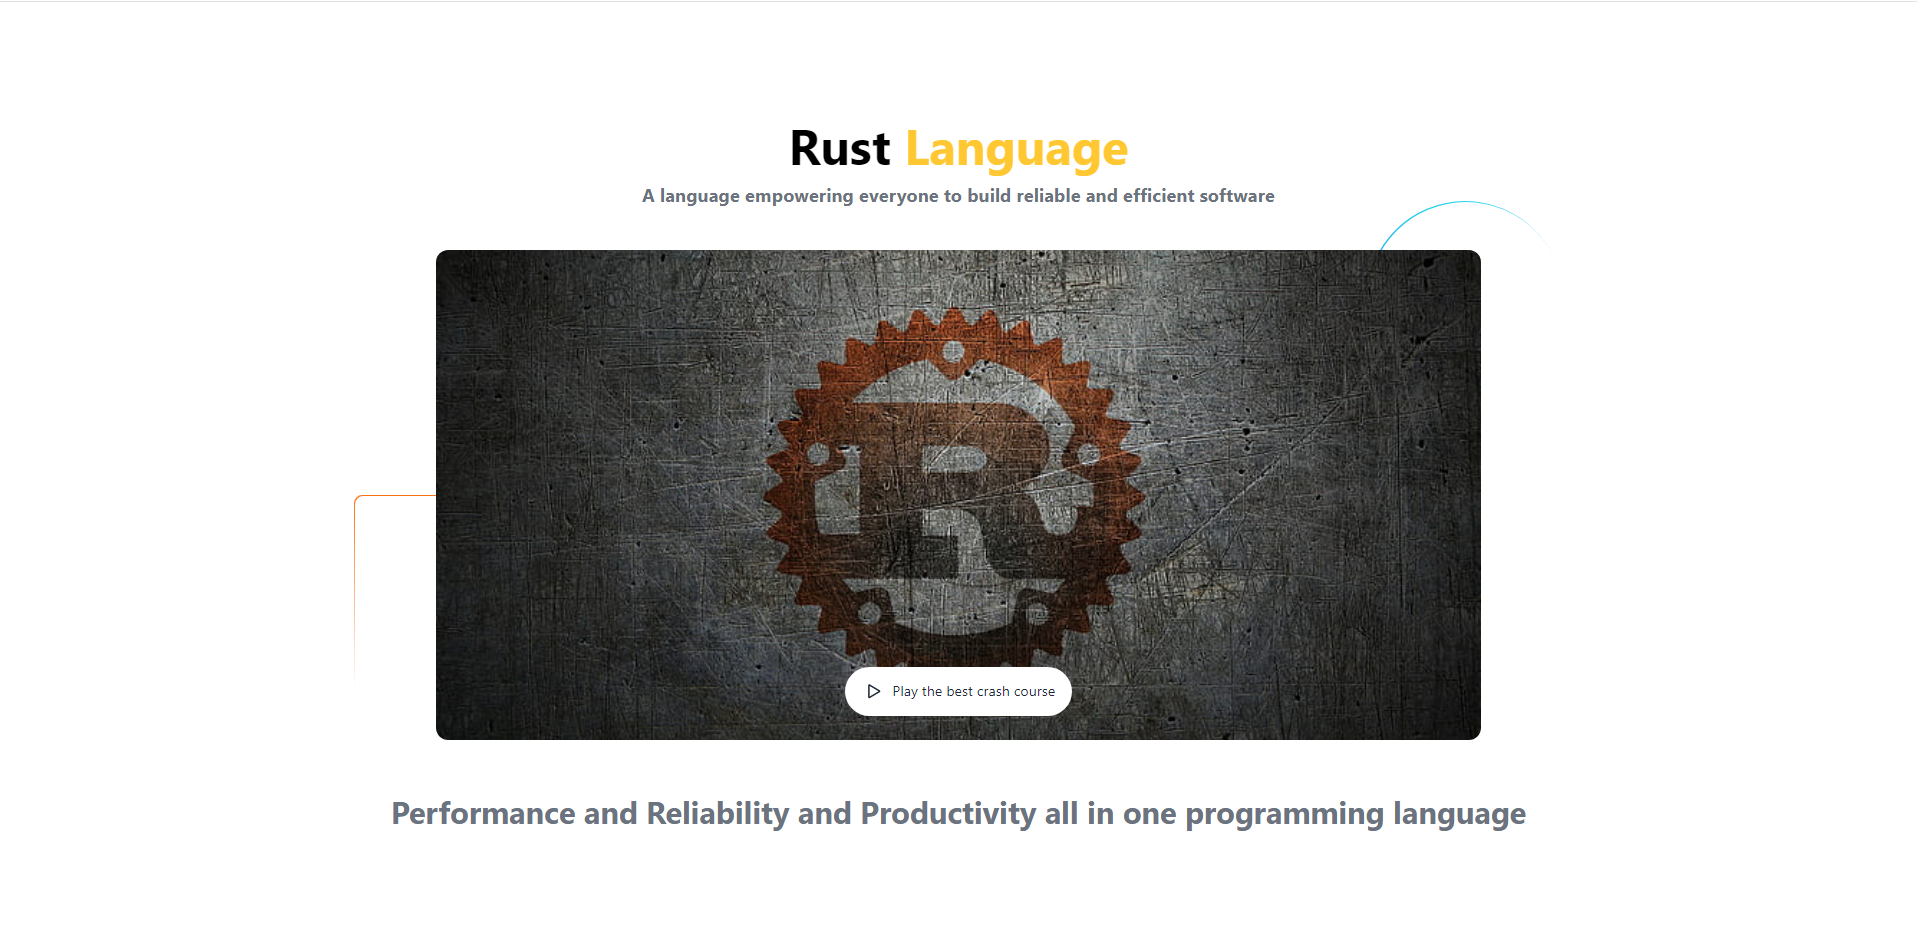 Rust Language
A language empowering everyone to build reliable and efficient software
R
Play the best crash course
Performance and Reliability and Productivity all in one programming language